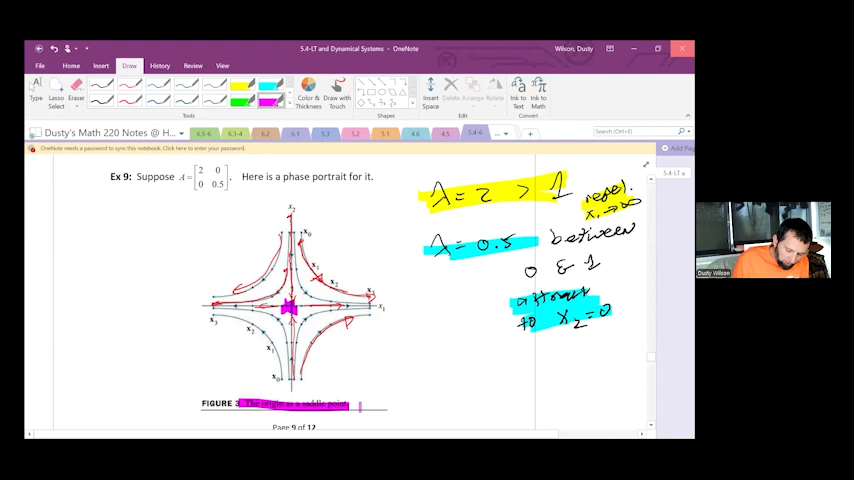 5.4-LT and Dynamical Systems - OneNote
Wilson, Dusty
File Home Insert Draw History Review View
Type Lasso Select Eraser
Color & Thickness Draw with Touch
Insert Space Delete Arrange Rotate
Ink to Text Ink to Math
Tools Shapes Edit Convert
Dusty's Math 220 Notes @ H... 6.5-6 6.3-4 6.2 6.1 5.3 5.2 5.1 4.6 4.5 5.4-6 ... + Search (Ctrl+E)
OneNote needs a password to sync this notebook. Click here to enter your password.
Add Page
5.4-LT a
Ex 9: Suppose A = [2 0
0 0.5]. Here is a phase portrait for it.
λ = 2 > 1 repel.
x₁ → ∞
λ = 0.5 between
0 & 1
attract
to x₂ = 0
x₂
x₀
x₁
x₂
x₃
x₁
x₃
x₂
x₁
x₀
FIGURE 3 The origin as a saddle point.
Page 9 of 12
Dusty Wilson